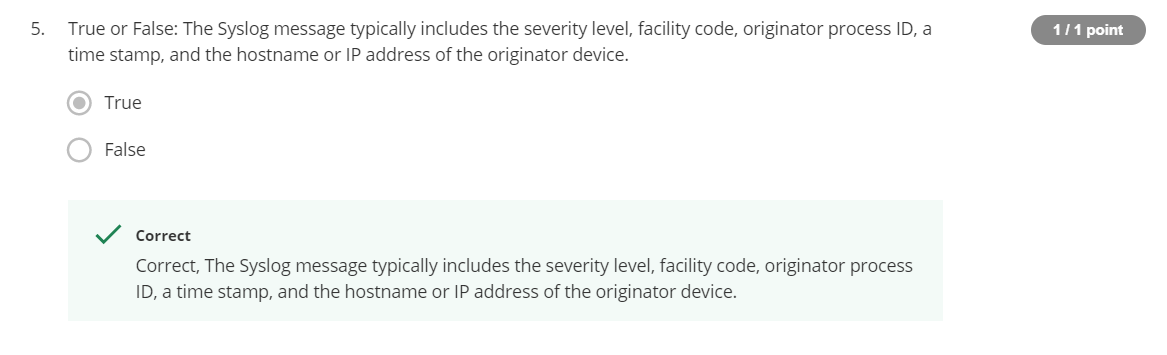 5. True or False: The Syslog message typically includes the severity level, facility code, originator process ID, a
time stamp, and the hostname or IP address of the originator device.
1 / 1 point
True
False
Correct
Correct, The Syslog message typically includes the severity level, facility code, originator process
ID, a time stamp, and the hostname or IP address of the originator device.